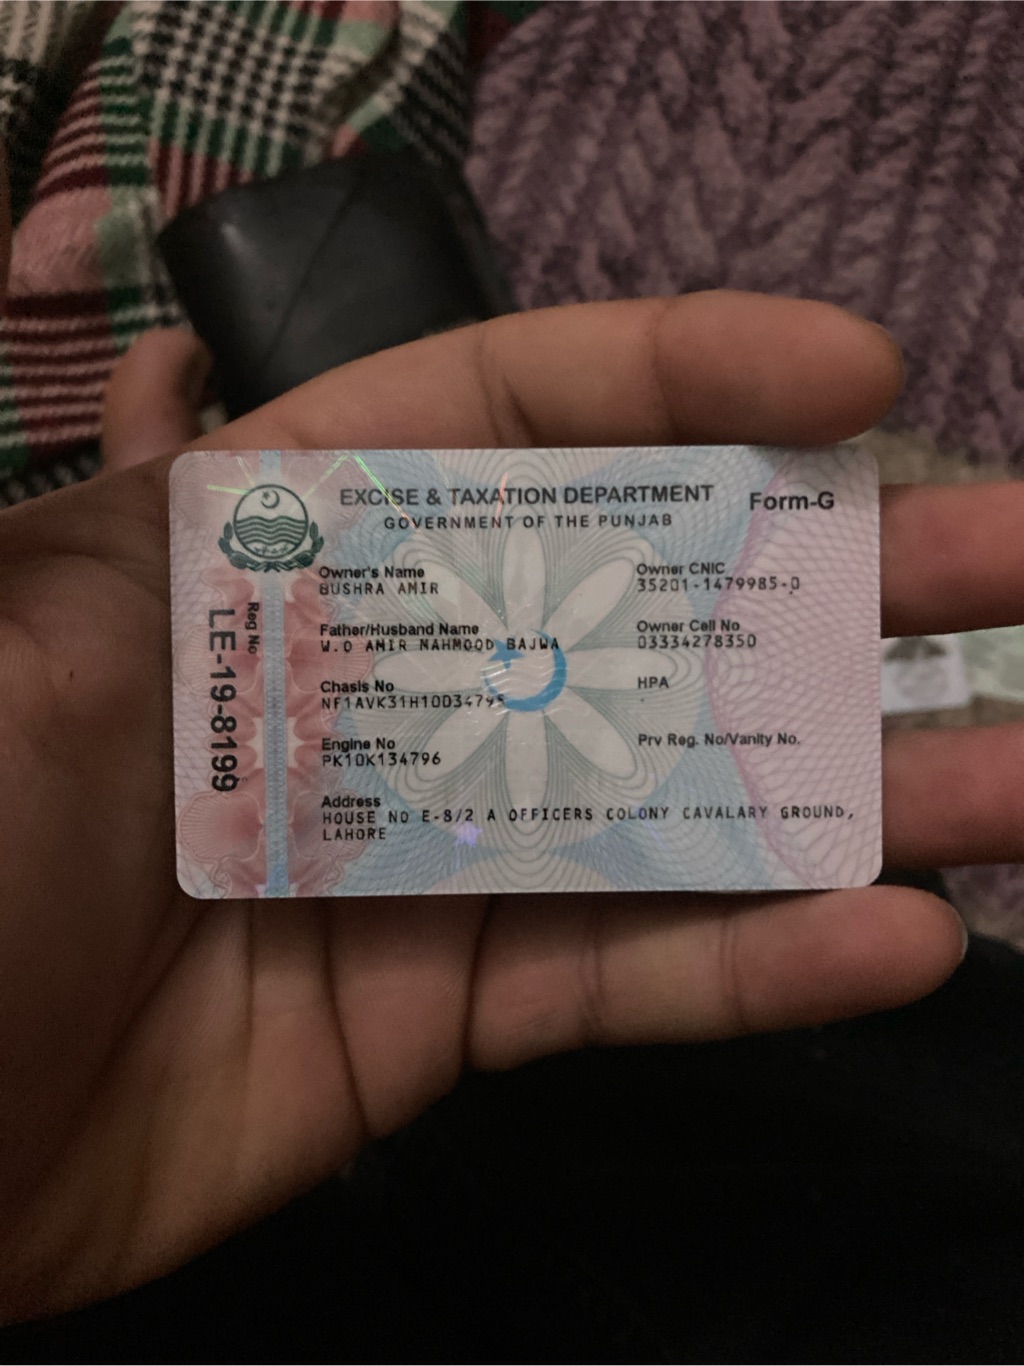 EXCISE & TAXATION DEPARTMENT
GOVERNMENT OF THE PUNJAB
Form-G
Reg No
LE-19-8199
Owner's Name
BUSHRA AMIR
Owner CNIC
35201-1479985-0
Father/Husband Name
W.O AMIR MAHMOOD BAJWA
Owner Cell No
03334278350
Chasis No
NF1AVK31H10D34795
HPA
Engine No
PK10K134796
Prv Reg. No/Vanity No.
Address
HOUSE NO E-8/2 A OFFICERS COLONY CAVALARY GROUND,
LAHORE